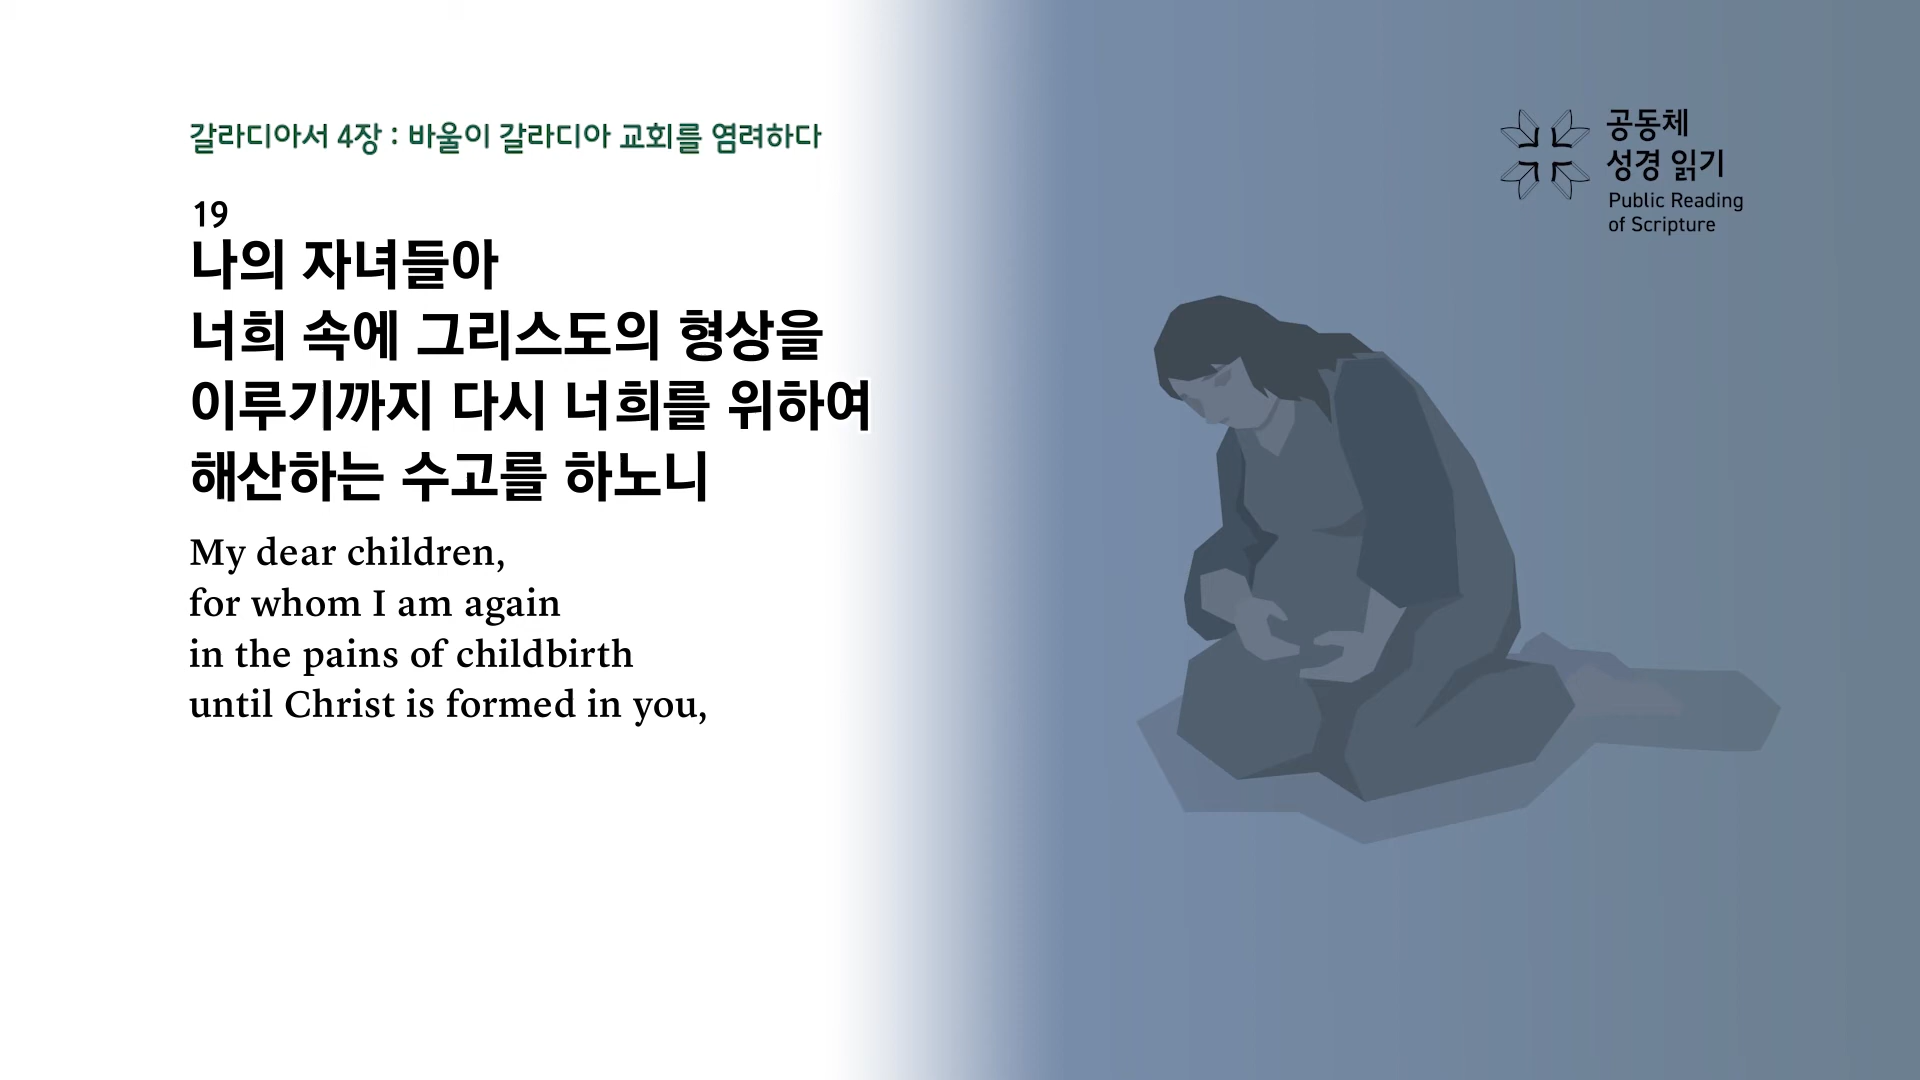 갈라디아서 4장 : 바울이 갈라디아 교회를 염려하다
19
나의 자녀들아
너희 속에 그리스도의 형상을
이루기까지 다시 너희를 위하여
해산하는 수고를 하노니
My dear children,
for whom I am again
in the pains of childbirth
until Christ is formed in you,
공동체
성경 읽기
Public Reading
of Scripture